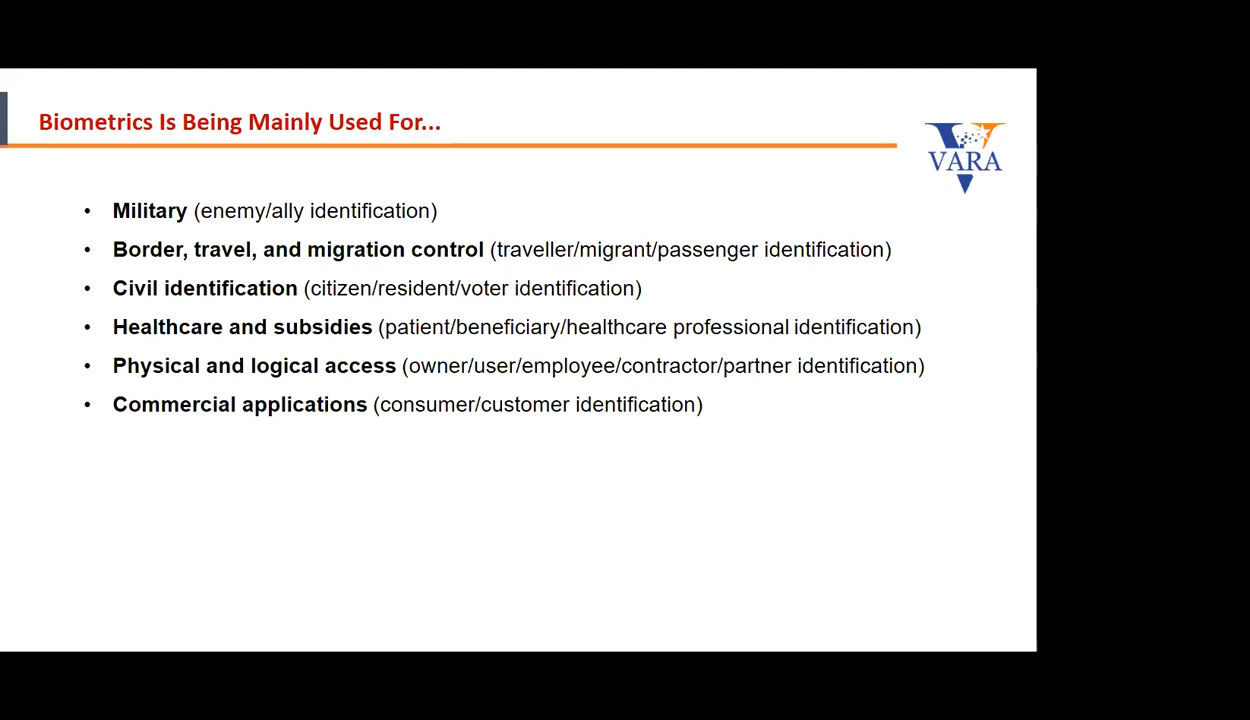 Biometrics Is Being Mainly Used For...
VARA
• Military (enemy/ally identification)
• Border, travel, and migration control (traveller/migrant/passenger identification)
• Civil identification (citizen/resident/voter identification)
• Healthcare and subsidies (patient/beneficiary/healthcare professional identification)
• Physical and logical access (owner/user/employee/contractor/partner identification)
• Commercial applications (consumer/customer identification)